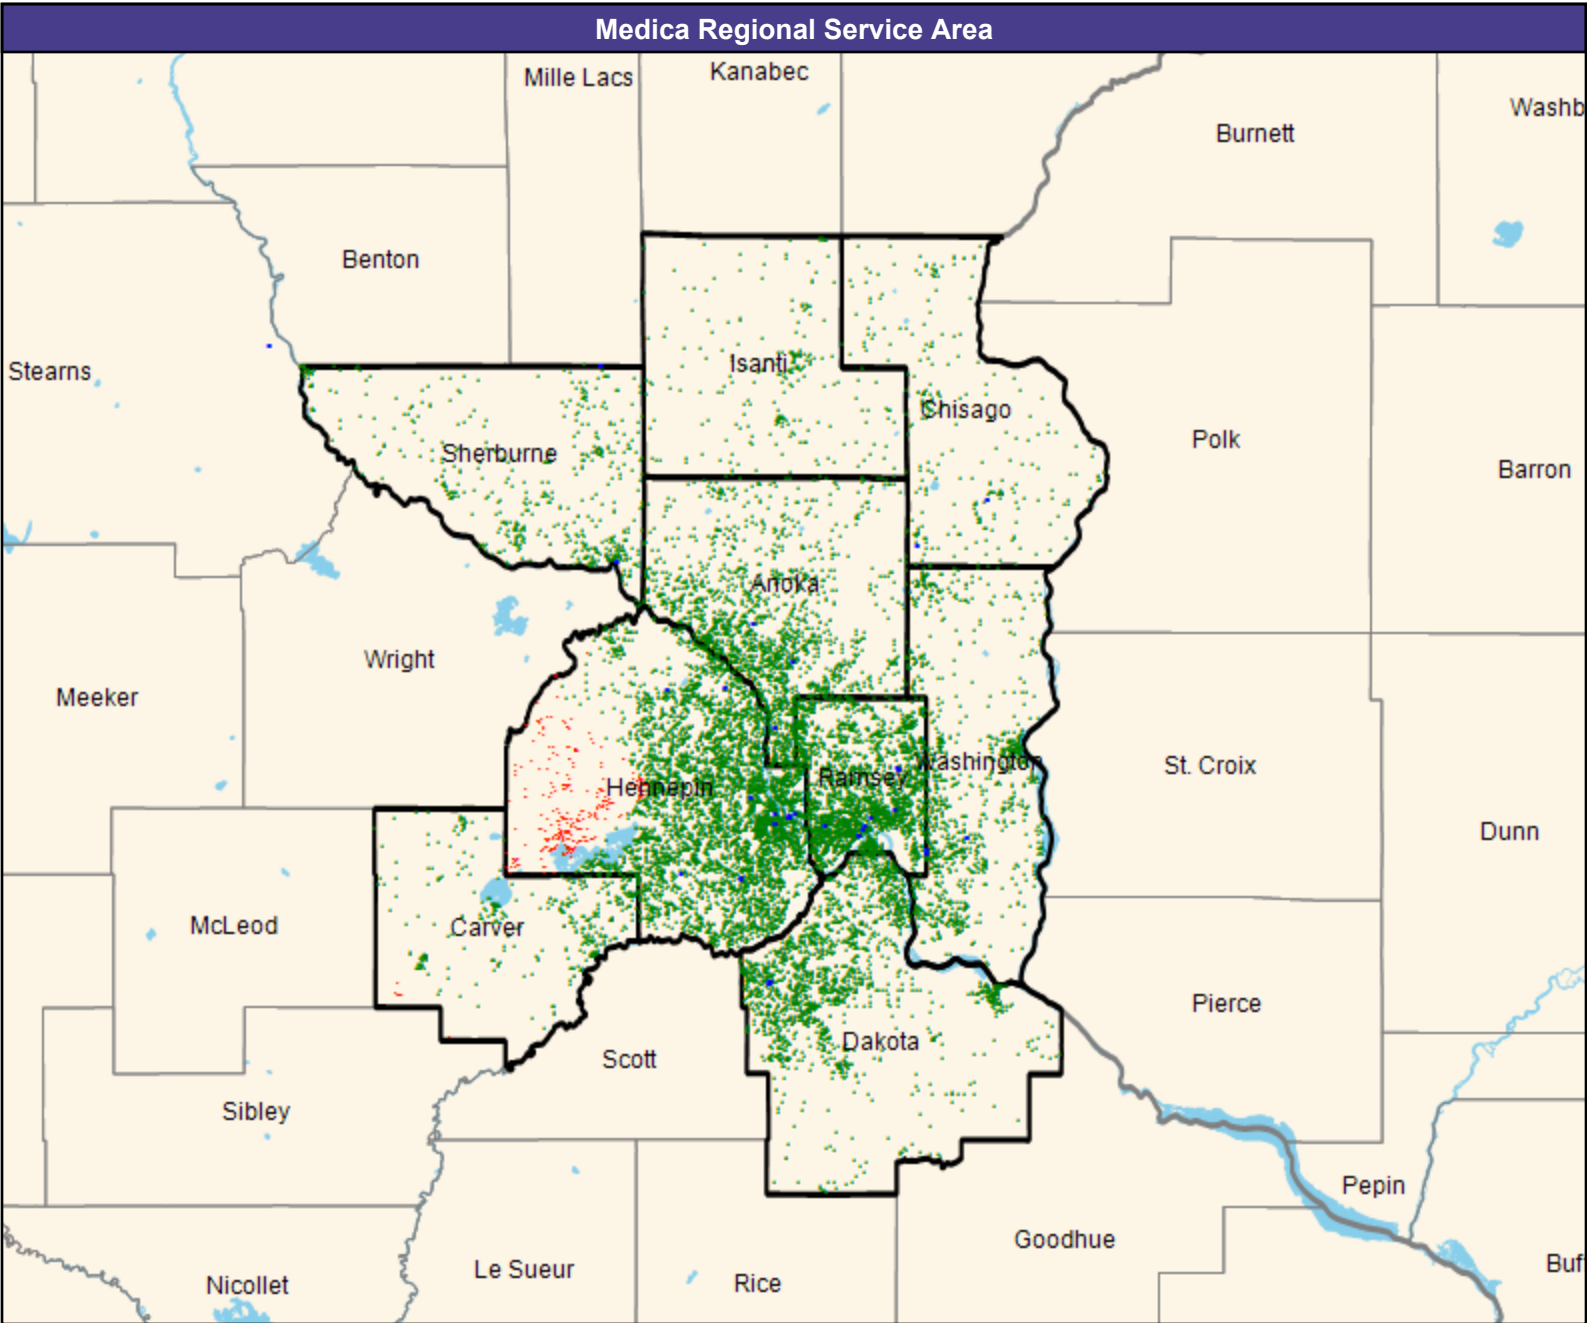 Medica Regional Service Area
Mille Lacs
Kanabec
Washb
Burnett
Benton
Stearns
Isanti
Chisago
Polk
Sherburne
Barron
Anoka
Wright
Meeker
Hennepin
Ramsey
Washington
St. Croix
Dunn
McLeod
Carver
Pierce
Scott
Dakota
Sibley
Pepin
Goodhue
Le Sueur
Rice
Nicollet
Buf